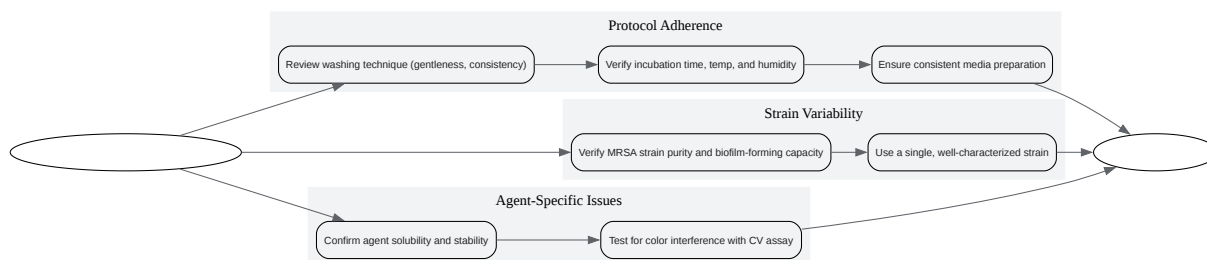 Protocol Adherence
Review washing technique (gentleness, consistency)
Verify incubation time, temp, and humidity
Ensure consistent media preparation
Strain Variability
Verify MRSA strain purity and biofilm-forming capacity
Use a single, well-characterized strain
Agent-Specific Issues
Confirm agent solubility and stability
Test for color interference with CV assay